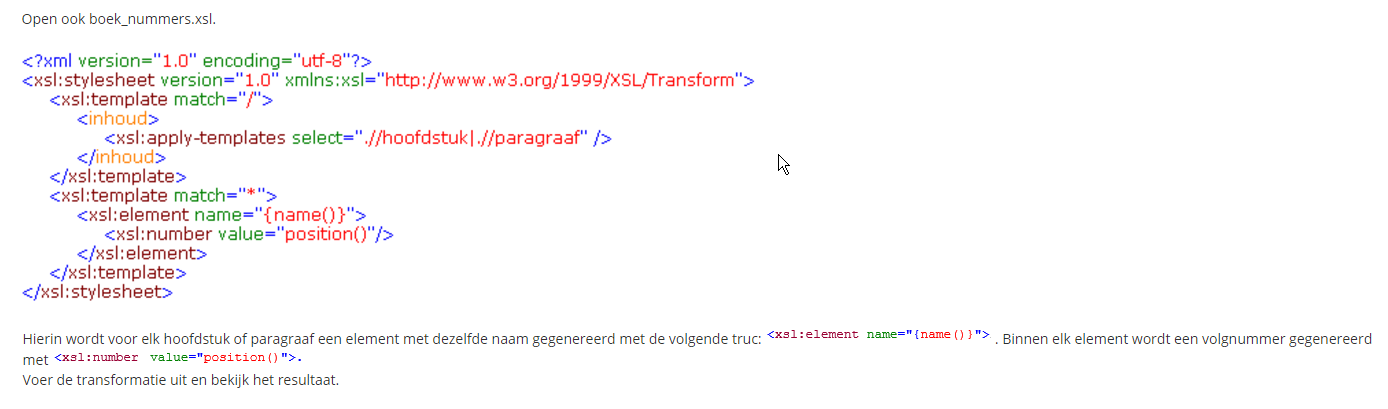 Open ook boek_nummers.xsl.
<?xml version="1.0" encoding="utf-8"?>
<xsl:stylesheet version="1.0" xmlns:xsl="http://www.w3.org/1999/XSL/Transform">
<xsl:template match="/">
<inhoud>
<xsl:apply-templates select=".//hoofdstuk|.//paragraaf" />
</inhoud>
</xsl:template>
<xsl:template match="*">
<xsl:element name="{name()}">
<xsl:number value="position()"/>
</xsl:element>
</xsl:template>
</xsl:stylesheet>
Hierin wordt voor elk hoofdstuk of paragraaf een element met dezelfde naam gegenereerd met de volgende truc: <xsl:element name="{name()}"> . Binnen elk element wordt een volgnummer gegenereerd
met <xsl:number value="position()">.
Voer de transformatie uit en bekijk het resultaat.